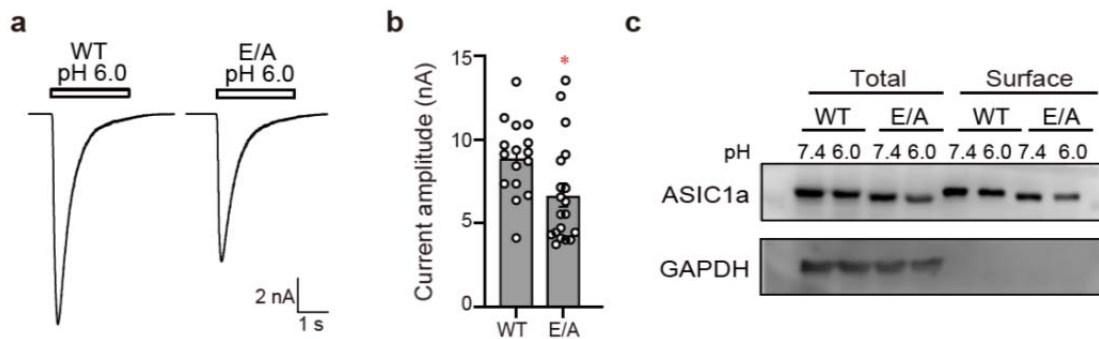 a
WT
pH 6.0
E/A
pH 6.0
2 nA
1 s
b
Current amplitude (nA)
15
10
5
0
*
WT
E/A
c
Total
Surface
WT
E/A
WT
E/A
pH
7.4 6.0 7.4 6.0 7.4 6.0 7.4 6.0
ASIC1a
GAPDH